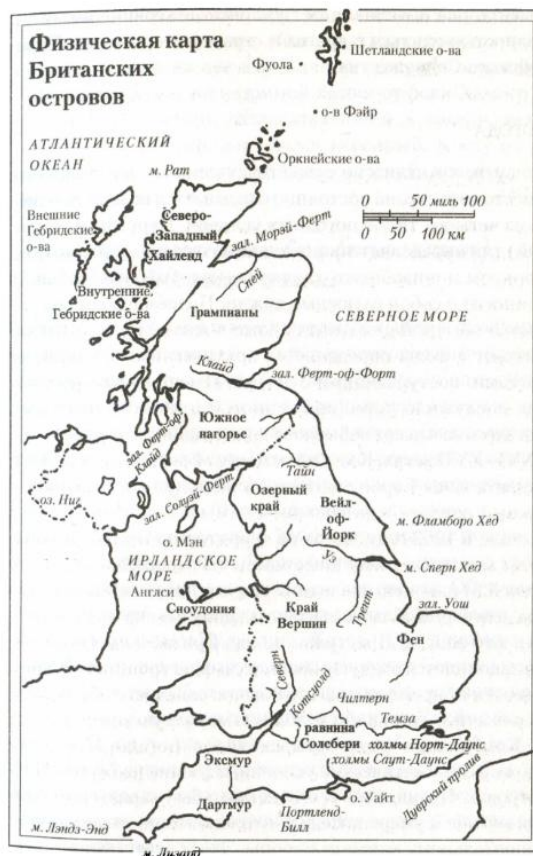 Физическая карта
Британских
островов
Шетландские о-ва
Фуола
о-в Фэйр
АТЛАНТИЧЕСКИЙ
ОКЕАН
м. Рат
Оркнейские о-ва
0 50 миль 100
0 50 100 км
Внешние
Гебридские
о-ва
Северо-
Западный
Хайленд
зал. Морэй-Ферт
Внутренние
Гебридские о-ва
Спей
Грампианы
СЕВЕРНОЕ МОРЕ
Клайд
зал. Ферт-оф-Форт
зал. Ферт-оф-
Клайд
Южное
нагорье
оз. Ниг
зал. Солуэй-Ферт
Тайн
Озерный
край
Вейл-
оф-
Йорк
м. Фламборо Хед
о. Мэн
ИРЛАНДСКОЕ
МОРЕ
Уз
м. Сперн Хед
Англси
Сноудония
Край
Вершин
Трент
зал. Уош
Фен
Северн
Котсуолд
Чилтерн
Темза
равнина
Солсбери
холмы Норт-Даунс
холмы Саут-Даунс
Эксмур
Дартмур
Портленд-
Билл
о. Уайт
Дуврский пролив
м. Лэндз-Энд
м. Лизард